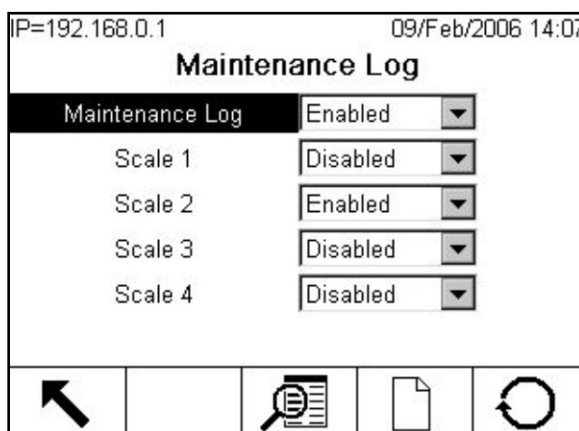 IP=192.168.0.1 09/Feb/2006 14:07
Maintenance Log
Maintenance Log Enabled
Scale 1 Disabled
Scale 2 Enabled
Scale 3 Disabled
Scale 4 Disabled